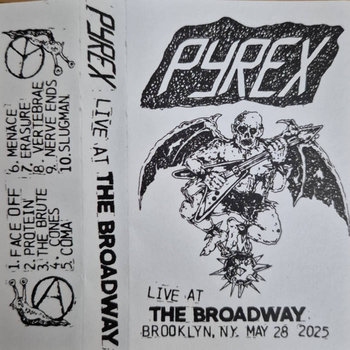 1. FACE OFF
2. PROTEIN
3. THE BRUTE
4. CONES
5. COMA
6. MENACE
7. ERASURE
8. VERTEBRAE
9. NERVE ENDS
10. SLUGMAN
PYREX LIVE AT THE BROADWAY
PYREX
LIVE AT
THE BROADWAY
BROOKLYN, NY. MAY 28 2025